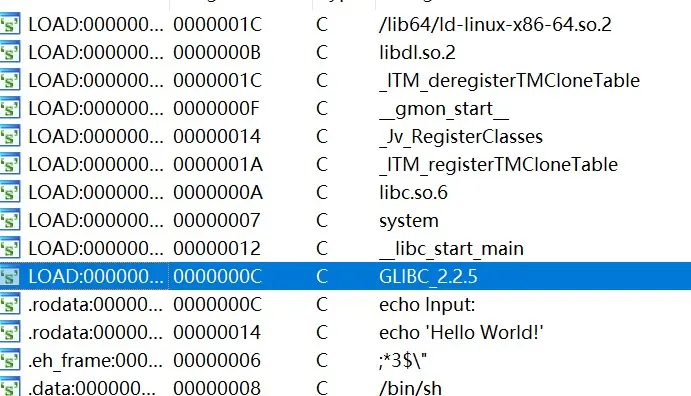 LOAD:000000... 0000001C C /lib64/ld-linux-x86-64.so.2
LOAD:000000... 0000000B C libdl.so.2
LOAD:000000... 0000001C C _ITM_deregisterTMCloneTable
LOAD:000000... 0000000F C __gmon_start__
LOAD:000000... 00000014 C _Jv_RegisterClasses
LOAD:000000... 0000001A C _ITM_registerTMCloneTable
LOAD:000000... 0000000A C libc.so.6
LOAD:000000... 00000007 C system
LOAD:000000... 00000012 C __libc_start_main
LOAD:000000... 0000000C C GLIBC_2.2.5
.rodata:00000... 0000000C C echo Input:
.rodata:00000... 00000014 C echo 'Hello World!'
.eh_frame:000... 00000006 C ;*3$\"
.data:0000000... 00000008 C /bin/sh